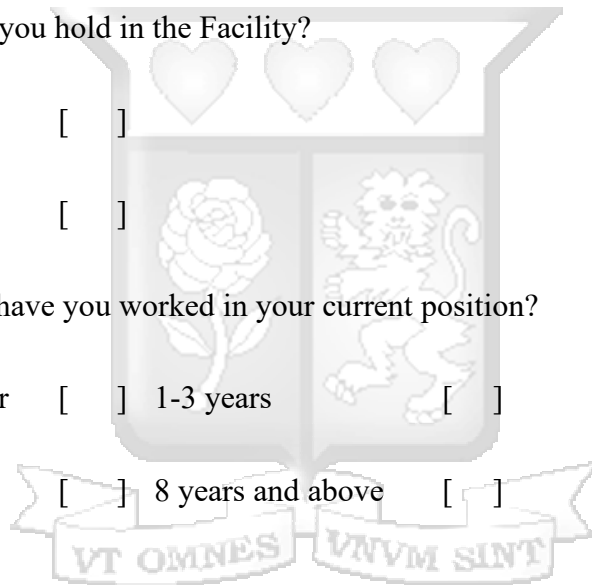 you hold in the Facility?
[ ]
[ ]
have you worked in your current position?
r [ ] 1-3 years [ ]
[ ] 8 years and above [ ]
VT OMNES VNVM SINT